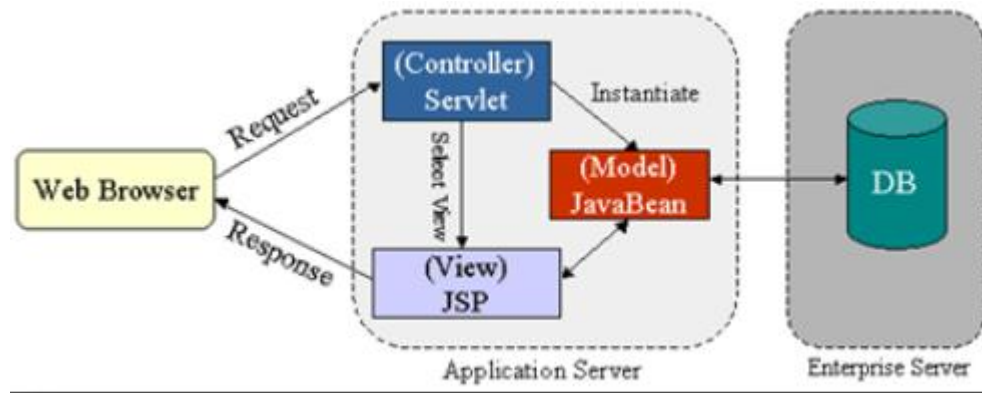 (Controller)
Servlet
Instantiate
Request
Select View
(Model)
JavaBean
DB
Web Browser
Response
(View)
JSP
Application Server
Enterprise Server